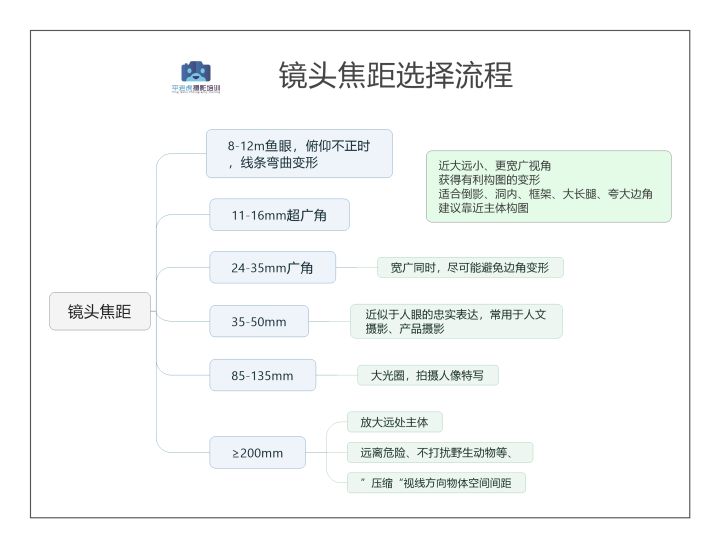 平遥虎摄影培训
镜头焦距选择流程
8-12m鱼眼，俯仰不正时
，线条弯曲变形
近大远小、更宽广视角
获得有利构图的变形
适合倒影、洞内、框架、大长腿、夸大边角
建议靠近主体构图
11-16mm超广角
24-35mm广角
宽广同时，尽可能避免边角变形
镜头焦距
35-50mm
近似于人眼的忠实表达，常用于人文
摄影、产品摄影
85-135mm
大光圈，拍摄人像特写
≥200mm
放大远处主体
远离危险、不打扰野生动物等、
”压缩“视线方向物体空间间距